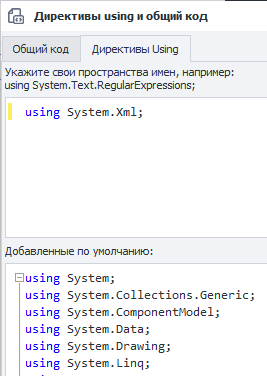 Директивы using и общий код
Общий код
Директивы Using
Укажите свои пространства имен, например:
using System.Text.RegularExpressions;
using System.Xml;
Добавленные по умолчанию:
using System;
using System.Collections.Generic;
using System.ComponentModel;
using System.Data;
using System.Drawing;
using System.Linq;